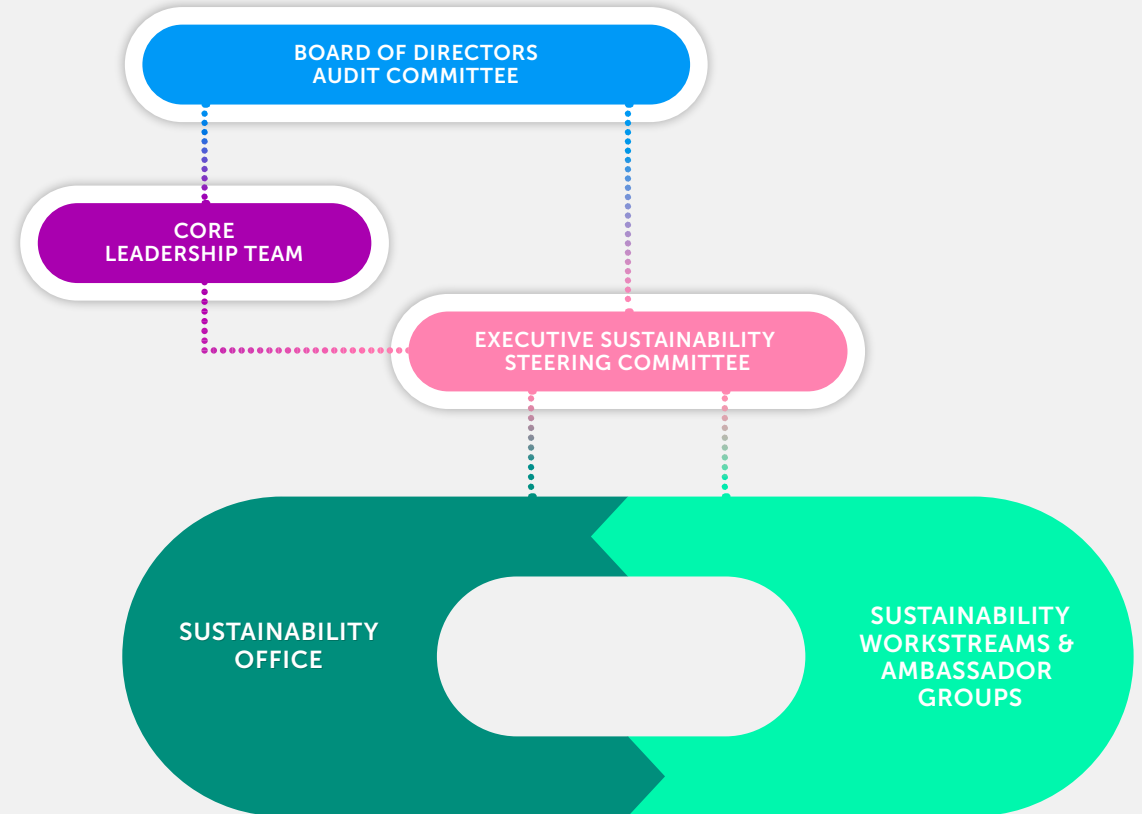 BOARD OF DIRECTORS
AUDIT COMMITTEE
CORE
LEADERSHIP TEAM
EXECUTIVE SUSTAINABILITY
STEERING COMMITTEE
SUSTAINABILITY
OFFICE
SUSTAINABILITY
WORKSTREAMS &
AMBASSADOR
GROUPS